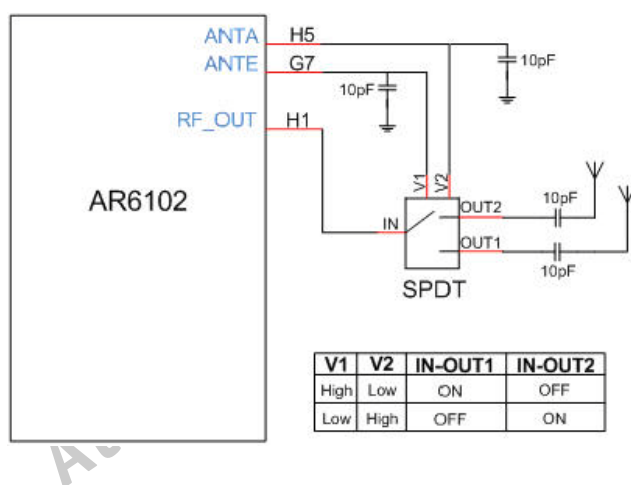 ANTA H5
ANTE G7
10pF
10pF
RF_OUT H1
AR6102
V1 V2
IN
OUT2
10pF
OUT1
10pF
SPDT
V1 V2 IN-OUT1 IN-OUT2
High Low ON OFF
Low High OFF ON